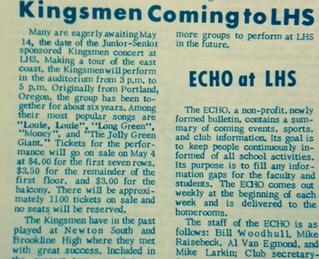 Kingsmen Coming to LHS
Many are eagerly awaiting May
14, the date of the Junior-Senior
sponsored Kingsmen concert at
LHS. Making a tour of the east
coast, the Kingsmen will perform
in the auditorium from 3 p.m. to
5 p.m. Originally from Portland,
Oregon, the group has been to-
gether for about six years. Among
their most popular songs are
"Louie, Louie", "Long Green",
"Money", and "The Jolly Green
Giant." Tickets for the perfor-
mance will go on sale on May 4
at $4.00 for the first seven rows,
$3.50 for the remainder of the
first floor, and $3.00 for the
balcony. There will be approxi-
mately 1100 tickets on sale and
no seats will be reserved.
The Kingsmen have in the past
played at Newton South and
Brookline High where they met
with great success. Included in
more groups to perform at LHS
in the future.
ECHO at LHS
The ECHO, a non-profit, newly
formed bulletin, contains a sum-
mary of coming events, sports,
and club information. Its goal is
to keep people continuously in-
formed of all school activities.
Its purpose is to fill any infor-
mation gaps for the faculty and
students. The ECHO comes out
weekly at the beginning of each
week and is delivered to the
homerooms.
The staff of the ECHO is as
follows: Bill Woodhull, Mike
Raisebeck, Al Van Egmond, and
Mike Larkin; Club secretary-